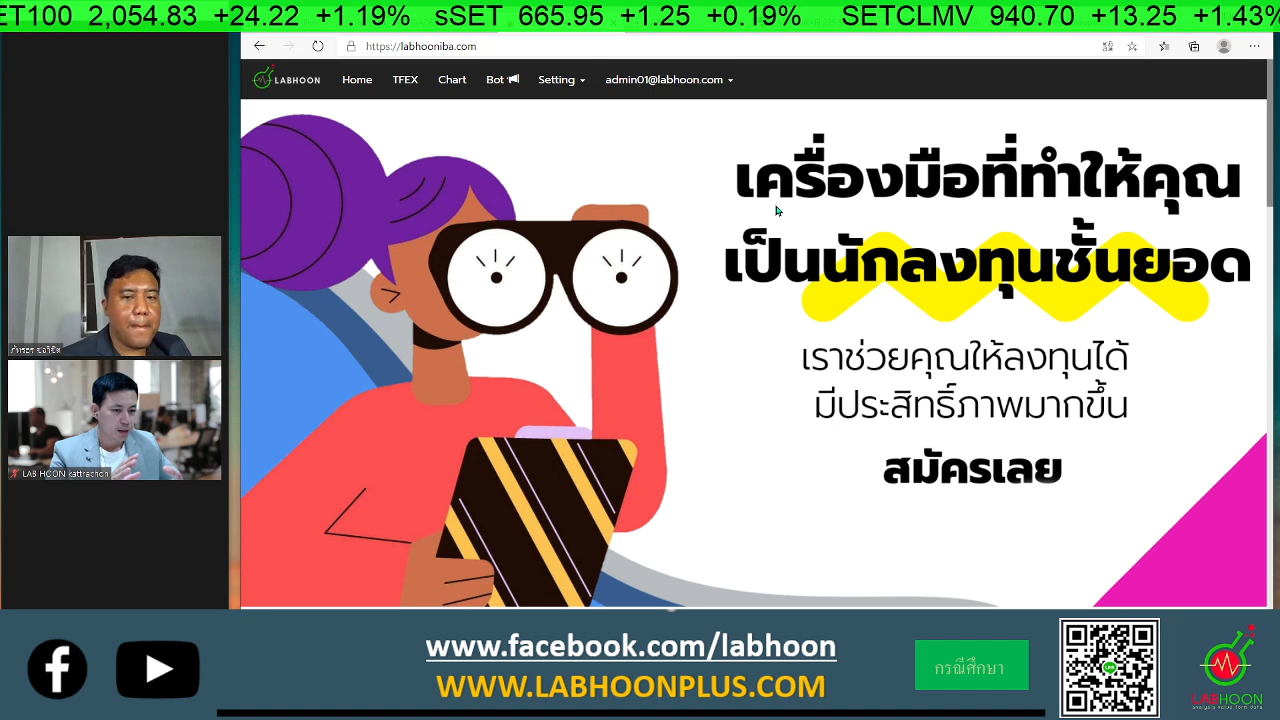 ET100 2,054.83 +24.22 +1.19% sSET 665.95 +1.25 +0.19% SETCLMV 940.70 +13.25 +1.43%
https://labhooniba.com
LABHOON Home TFEX Chart Bot Setting admin01@labhoon.com
เครื่องมือที่ทำให้คุณ
เป็นนักลงทุนชั้นยอด
เราช่วยคุณให้ลงทุนได้
มีประสิทธิ์ภาพมากขึ้น
สมัครเลย
LAB HOON kattrachon
www.facebook.com/labhoon
WWW.LABHOONPLUS.COM
กรณีศึกษา
LINE
LABHOON
analysis value form data